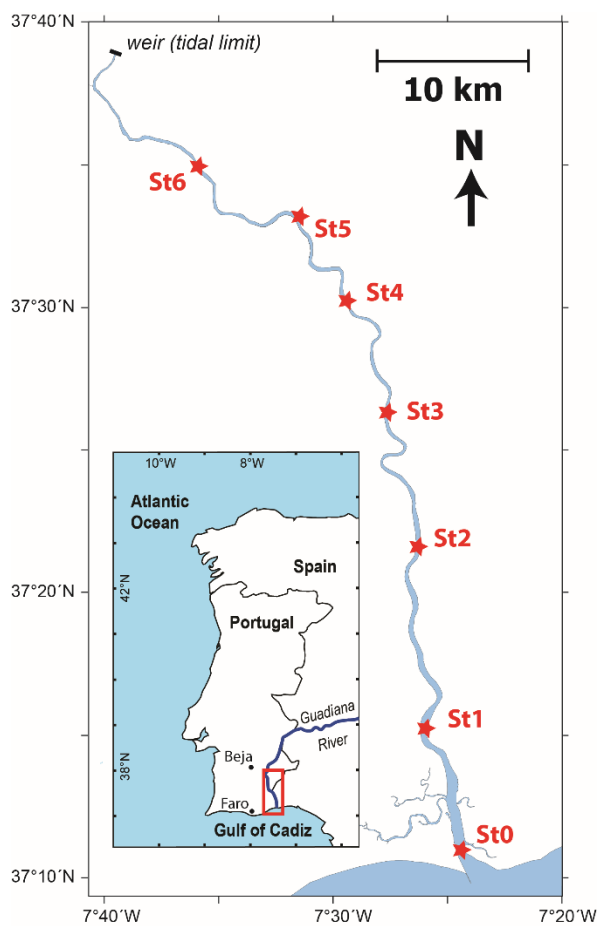 37°40´N
weir (tidal limit)
10 km
N
St6
St5
St4
37°30´N
St3
10°W
8°W
Atlantic
Ocean
St2
Spain
42°N
37°20´N
Portugal
Guadiana
River
St1
Beja
38°N
Faro
Gulf of Cadiz
St0
37°10´N
7°40´W
7°30´W
7°20´W